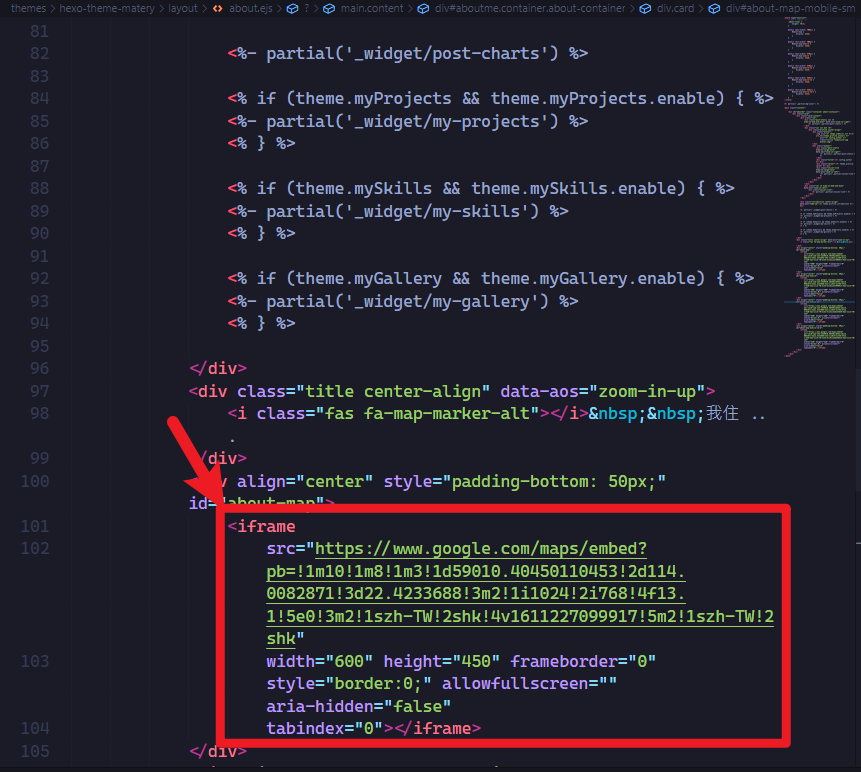 themes > hexo-theme-matery > layout > about.ejs > ? > main.content > div#aboutme.container.about-container > div.card > div#about-map-mobile-sm
81
82 <%- partial('_widget/post-charts') %>
83
84 <% if (theme.myProjects && theme.myProjects.enable) { %>
85 <%- partial('_widget/my-projects') %>
86 <% } %>
87
88 <% if (theme.mySkills && theme.mySkills.enable) { %>
89 <%- partial('_widget/my-skills') %>
90 <% } %>
91
92 <% if (theme.myGallery && theme.myGallery.enable) { %>
93 <%- partial('_widget/my-gallery') %>
94 <% } %>
95
96 </div>
97 <div class="title center-align" data-aos="zoom-in-up">
98 <i class="fas fa-map-marker-alt"></i>&nbsp;&nbsp;我住 ..
.
99 </div>
100 align="center" style="padding-bottom: 50px;"
id="about-map">
101 <iframe
102 src="https://www.google.com/maps/embed?
pb=!1m10!1m8!1m3!1d59010.40450110453!2d114.
0082871!3d22.4233688!3m2!1i1024!2i768!4f13.
1!5e0!3m2!1szh-TW!2shk!4v1611227099917!5m2!1szh-TW!2
shk"
103 width="600" height="450" frameborder="0"
style="border:0;" allowfullscreen=""
aria-hidden="false"
104 tabindex="0"></iframe>
105 </div>